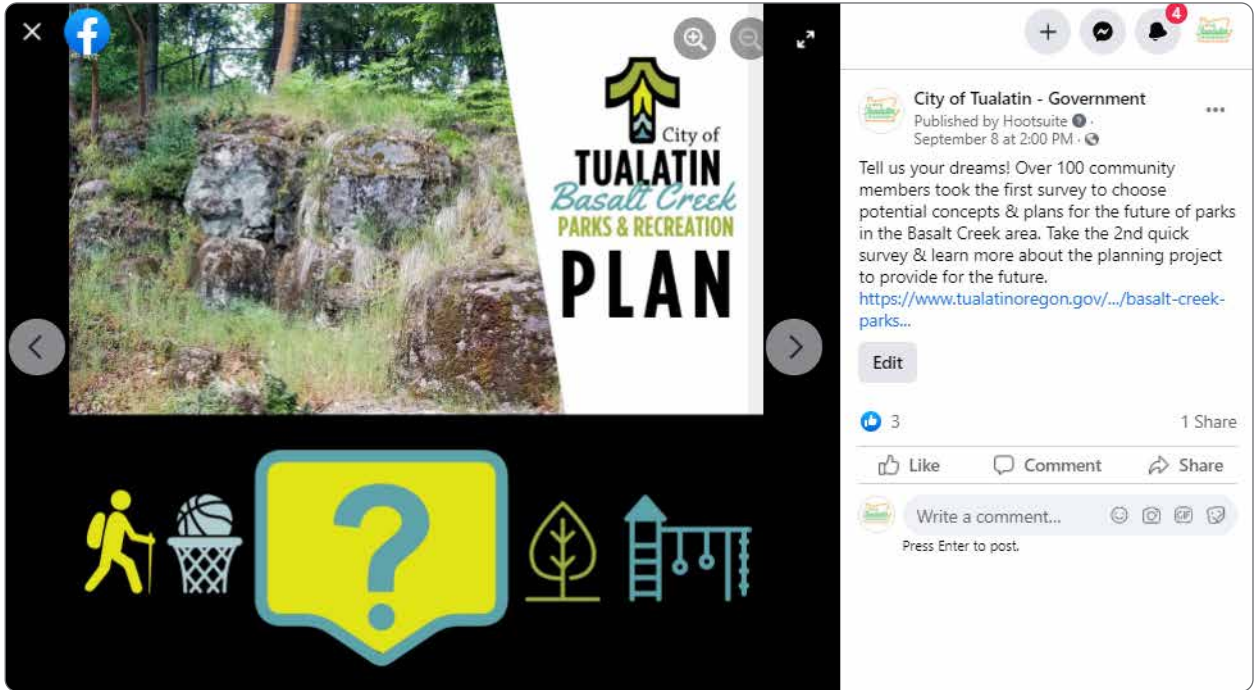 City of
TUALATIN
Basalt Creek
PARKS & RECREATION
PLAN
?
4
City of Tualatin - Government
Published by Hootsuite
September 8 at 2:00 PM ·
Tell us your dreams! Over 100 community
members took the first survey to choose
potential concepts & plans for the future of parks
in the Basalt Creek area. Take the 2nd quick
survey & learn more about the planning project
to provide for the future.
https://www.tualatinoregon.gov/.../basalt-creek-
parks...
Edit
3
1 Share
Like
Comment
Share
Write a comment...
GIF
Press Enter to post.